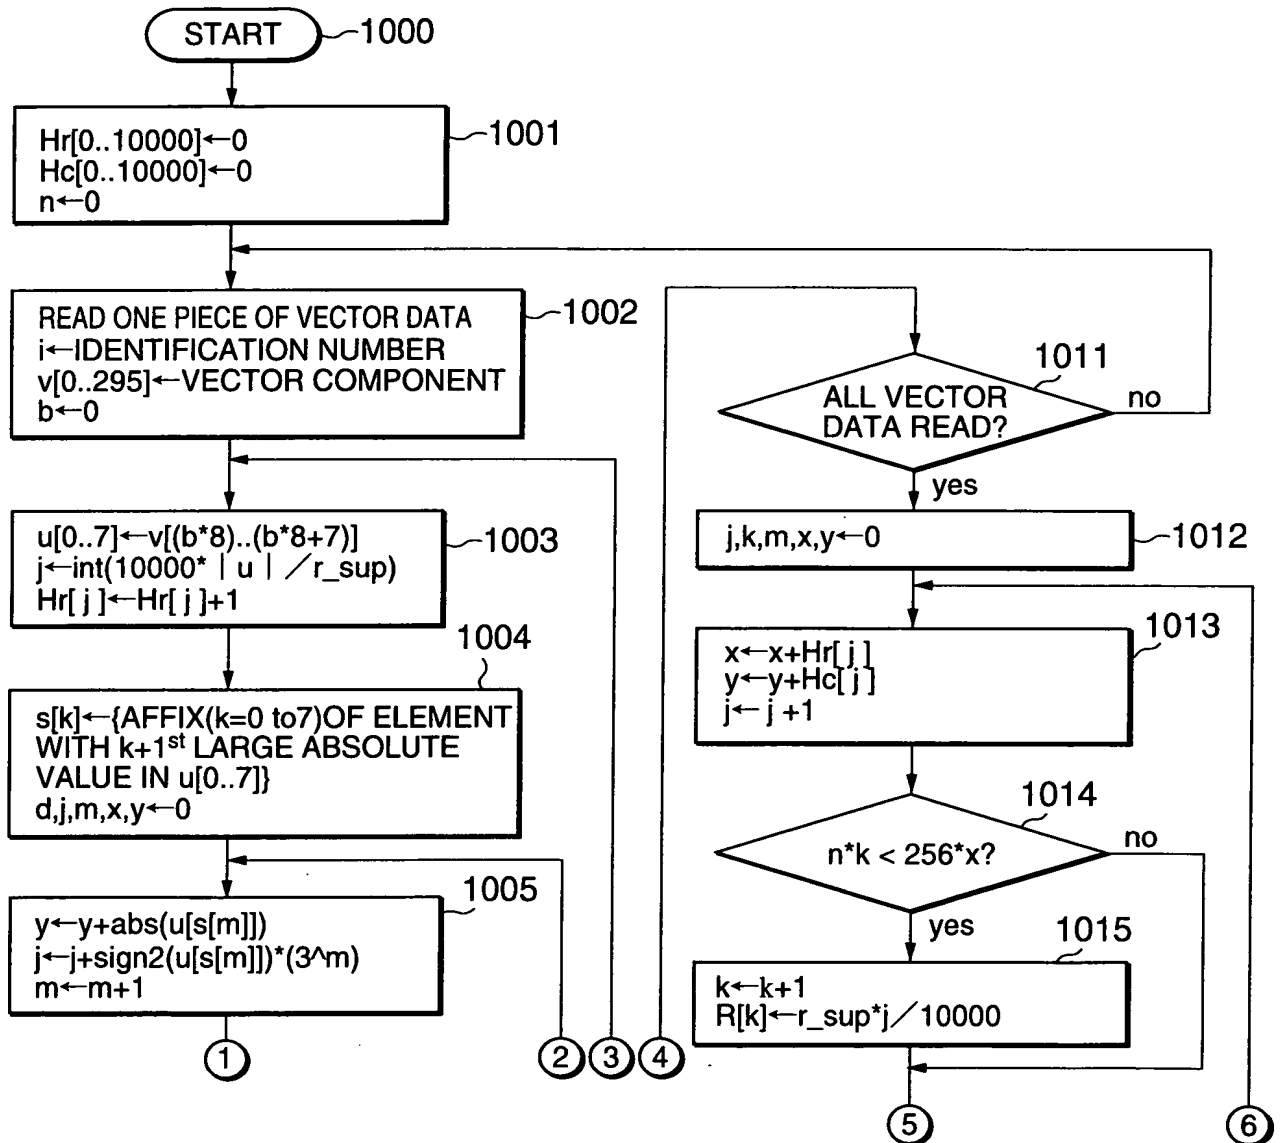 START
1000
Hr[0..10000]←0
Hc[0..10000]←0
n←0
1001
READ ONE PIECE OF VECTOR DATA
i←IDENTIFICATION NUMBER
v[0..295]←VECTOR COMPONENT
b←0
1002
u[0..7]←v[(b*8)..(b*8+7)]
j←int(10000*|u|/r_sup)
Hr[j]←Hr[j]+1
1003
1004
s[k]←{AFFIX(k=0 to7)OF ELEMENT
WITH k+1st LARGE ABSOLUTE
VALUE IN u[0..7]}
d,j,m,x,y←0
1005
y←y+abs(u[s[m]])
j←j+sign2(u[s[m]])*(3^m)
m←m+1
1
2
3
4
1011
ALL VECTOR
DATA READ?
no
yes
j,k,m,x,y←0
1012
1013
x←x+Hr[j]
y←y+Hc[j]
j←j+1
1014
n*k < 256*x?
no
yes
1015
k←k+1
R[k]←r_sup*j/10000
5
6